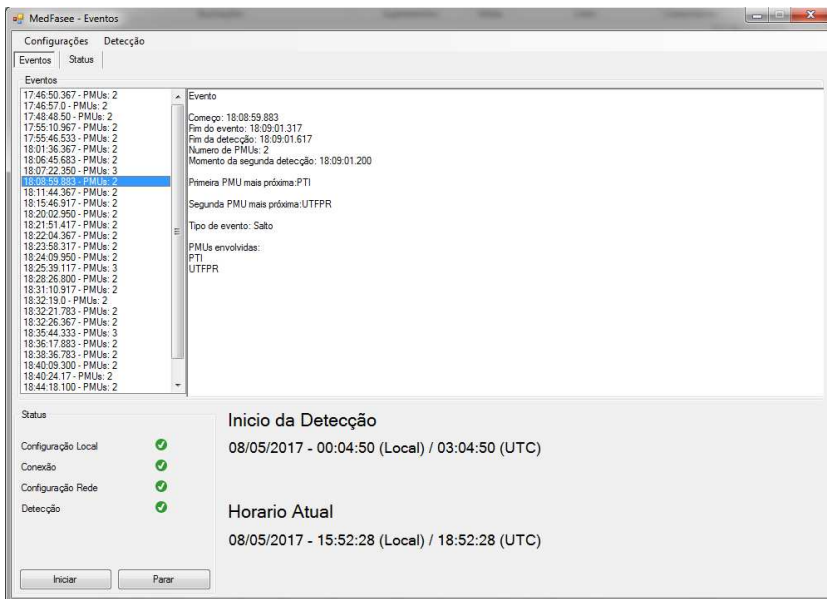 MedFasee - Eventos
Configurações Detecção
Eventos Status
Eventos
17:46:50.367 - PMUs: 2
17:46:57.0 - PMUs: 2
17:48:48.50 - PMUs: 2
17:55:10.967 - PMUs: 2
17:55:46.533 - PMUs: 2
18:01:36.367 - PMUs: 2
18:06:45.683 - PMUs: 2
18:07:22.350 - PMUs: 3
18:08:59.883 - PMUs: 2
18:11:44.367 - PMUs: 2
18:15:46.917 - PMUs: 2
18:20:02.950 - PMUs: 2
18:21:51.417 - PMUs: 2
18:22:04.367 - PMUs: 2
18:23:58.317 - PMUs: 2
18:24:09.950 - PMUs: 2
18:25:39.117 - PMUs: 3
18:28:26.800 - PMUs: 2
18:31:10.917 - PMUs: 2
18:32:19.0 - PMUs: 2
18:32:21.783 - PMUs: 2
18:32:26.367 - PMUs: 2
18:35:44.333 - PMUs: 3
18:36:17.883 - PMUs: 2
18:38:36.783 - PMUs: 2
18:40:09.300 - PMUs: 2
18:40:24.17 - PMUs: 2
18:44:18.100 - PMUs: 2
Evento
Começo: 18:08:59.883
Fim do evento: 18:09:01.317
Fim da detecção: 18:09:01.617
Numero de PMUs: 2
Momento da segunda detecção: 18:09:01.200
Primeira PMU mais próxima:PTI
Segunda PMU mais próxima:UTFPR
Tipo de evento: Salto
PMUs envolvidas:
PTI
UTFPR
Status
Configuração Local
Conexão
Configuração Rede
Detecção
Iniciar Parar
Inicio da Detecção
08/05/2017 - 00:04:50 (Local) / 03:04:50 (UTC)
Horario Atual
08/05/2017 - 15:52:28 (Local) / 18:52:28 (UTC)